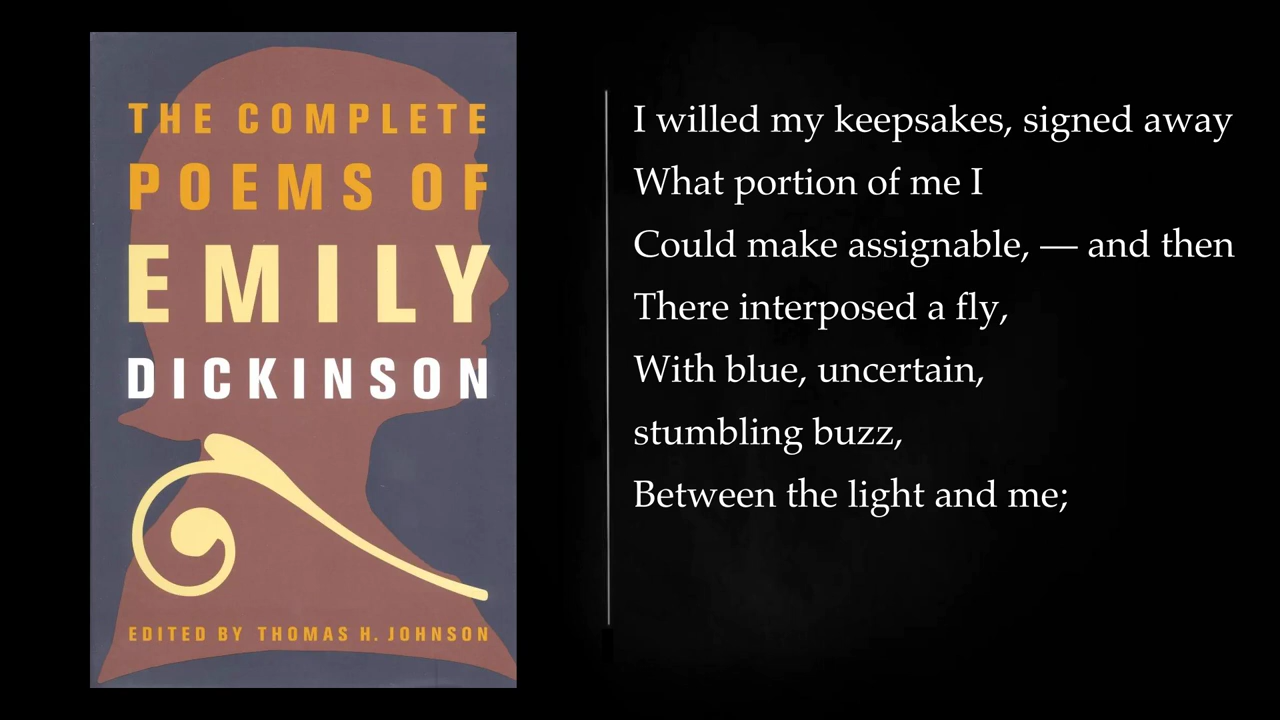 THE COMPLETE
POEMS OF
EMILY
DICKINSON
EDITED BY THOMAS H. JOHNSON
I willed my keepsakes, signed away
What portion of me I
Could make assignable, — and then
There interposed a fly,
With blue, uncertain,
stumbling buzz,
Between the light and me;